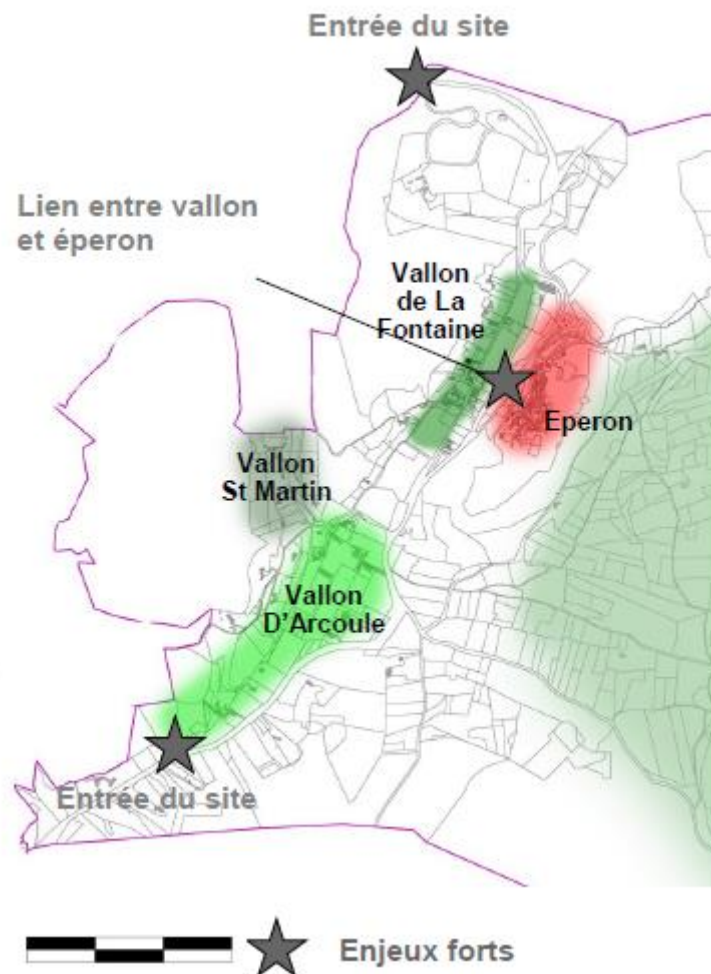 Entrée du site
Lien entre vallon
et éperon
Vallon
de La
Fontaine
Eperon
Vallon
St Martin
Vallon
D'Arcoule
Entrée du site
Enjeux forts